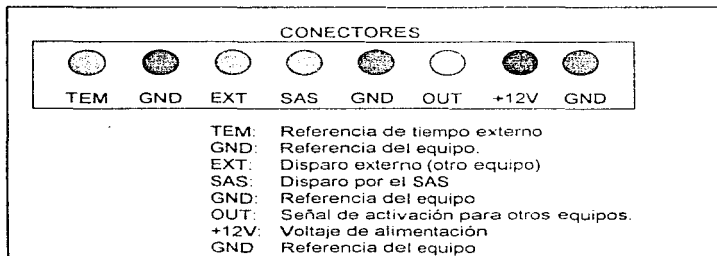 CONECTORES
TEM GND EXT SAS GND OUT +12V GND
TEM: Referencia de tiempo externo
GND: Referencia del equipo.
EXT: Disparo externo (otro equipo)
SAS: Disparo por el SAS
GND: Referencia del equipo
OUT: Señal de activación para otros equipos.
+12V: Voltaje de alimentación
GND Referencia del equipo